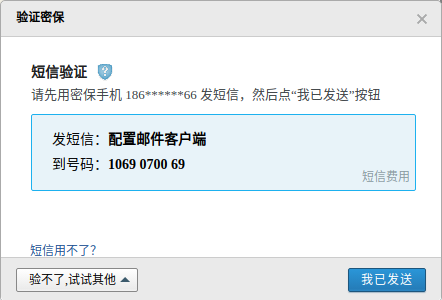 验证密保
短信验证
请先用密保手机 186******66 发短信，然后点“我已发送”按钮
发短信：配置邮件客户端
到号码：1069 0700 69
短信费用
短信用不了？
验不了,试试其他
我已发送